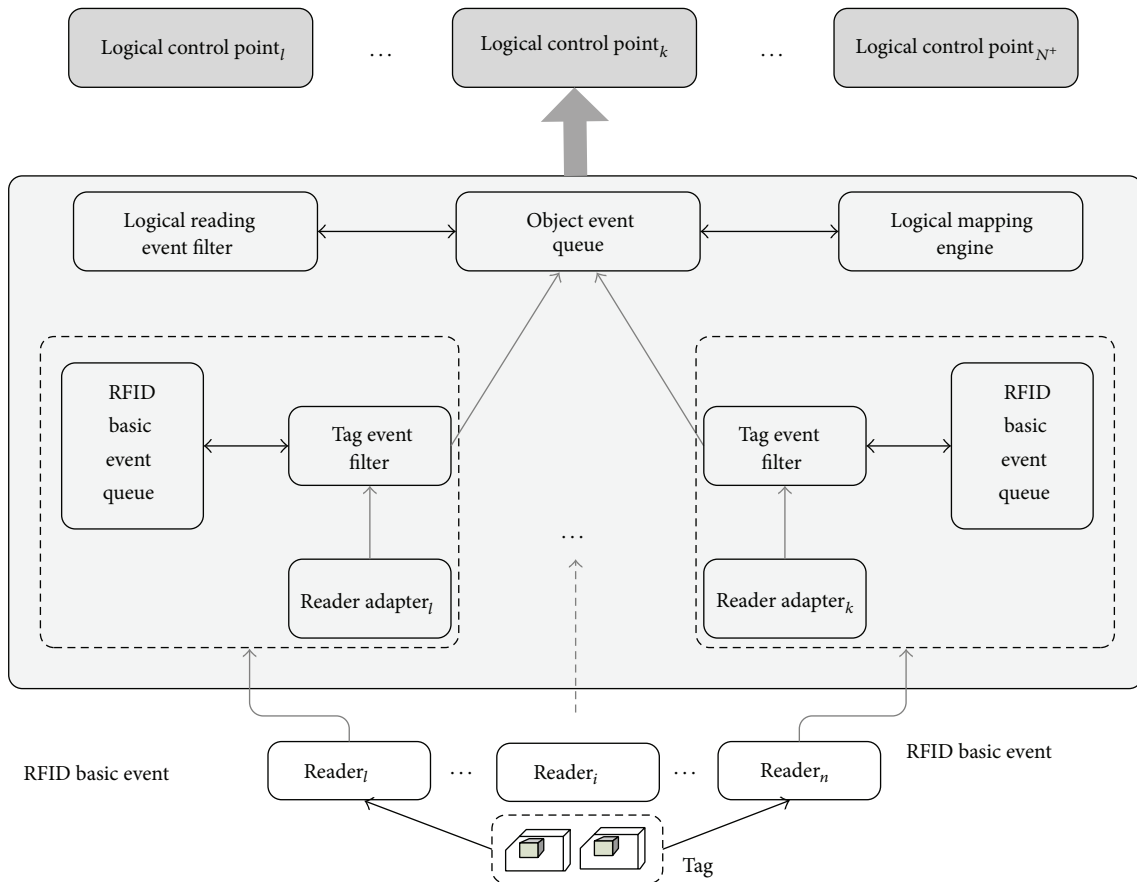 Logical control point_l ... Logical control point_k ... Logical control point_N+
Logical reading
event filter
Object event
queue
Logical mapping
engine
RFID
basic
event
queue
Tag event
filter
Tag event
filter
RFID
basic
event
queue
...
Reader adapter_l
Reader adapter_k
RFID basic event
Reader_l ... Reader_i ... Reader_n
RFID basic event
Tag